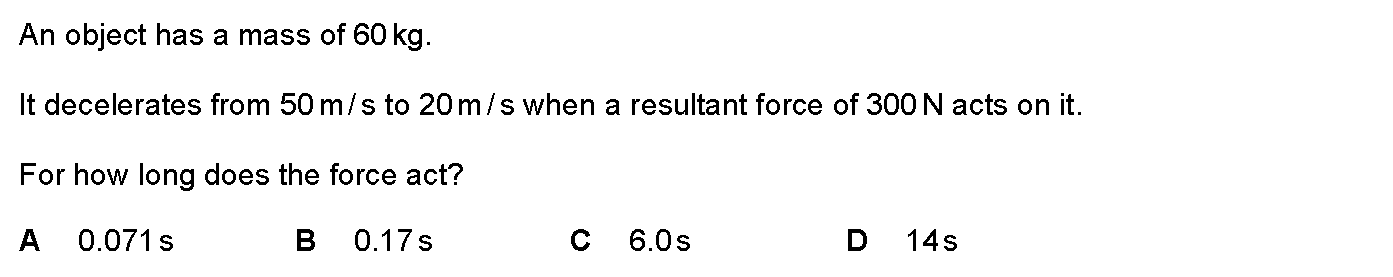 An object has a mass of 60 kg.
It decelerates from 50 m / s to 20 m / s when a resultant force of 300 N acts on it.
For how long does the force act?
A 0.071 s B 0.17 s C 6.0 s D 14 s